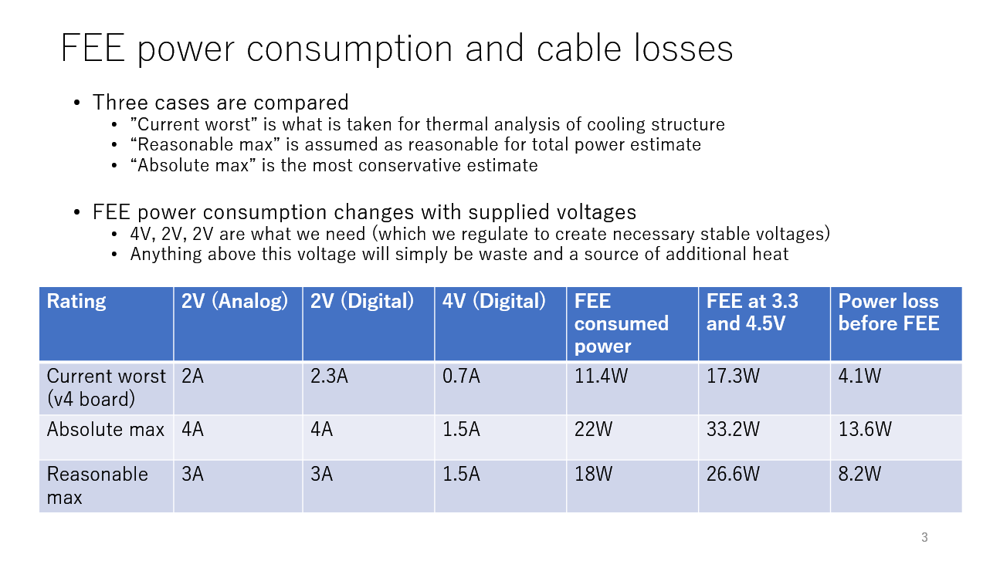 FEE power consumption and cable losses
• Three cases are compared
• ”Current worst” is what is taken for thermal analysis of cooling structure
• “Reasonable max” is assumed as reasonable for total power estimate
• “Absolute max” is the most conservative estimate
• FEE power consumption changes with supplied voltages
• 4V, 2V, 2V are what we need (which we regulate to create necessary stable voltages)
• Anything above this voltage will simply be waste and a source of additional heat
Rating 2V (Analog) 2V (Digital) 4V (Digital) FEE consumed power FEE at 3.3 and 4.5V Power loss before FEE
Current worst (v4 board) 2A 2.3A 0.7A 11.4W 17.3W 4.1W
Absolute max 4A 4A 1.5A 22W 33.2W 13.6W
Reasonable max 3A 3A 1.5A 18W 26.6W 8.2W
3